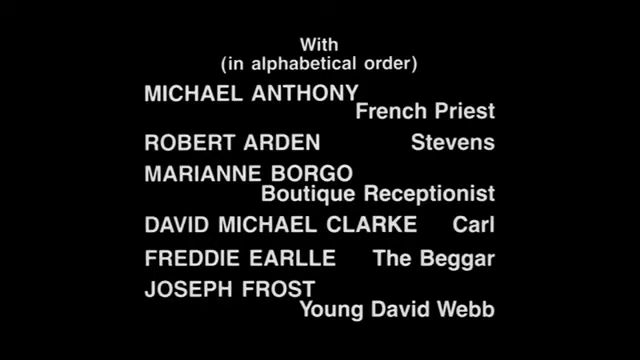 With
(in alphabetical order)
MICHAEL ANTHONY
French Priest
ROBERT ARDEN Stevens
MARIANNE BORGO
Boutique Receptionist
DAVID MICHAEL CLARKE Carl
FREDDIE EARLLE The Beggar
JOSEPH FROST
Young David Webb